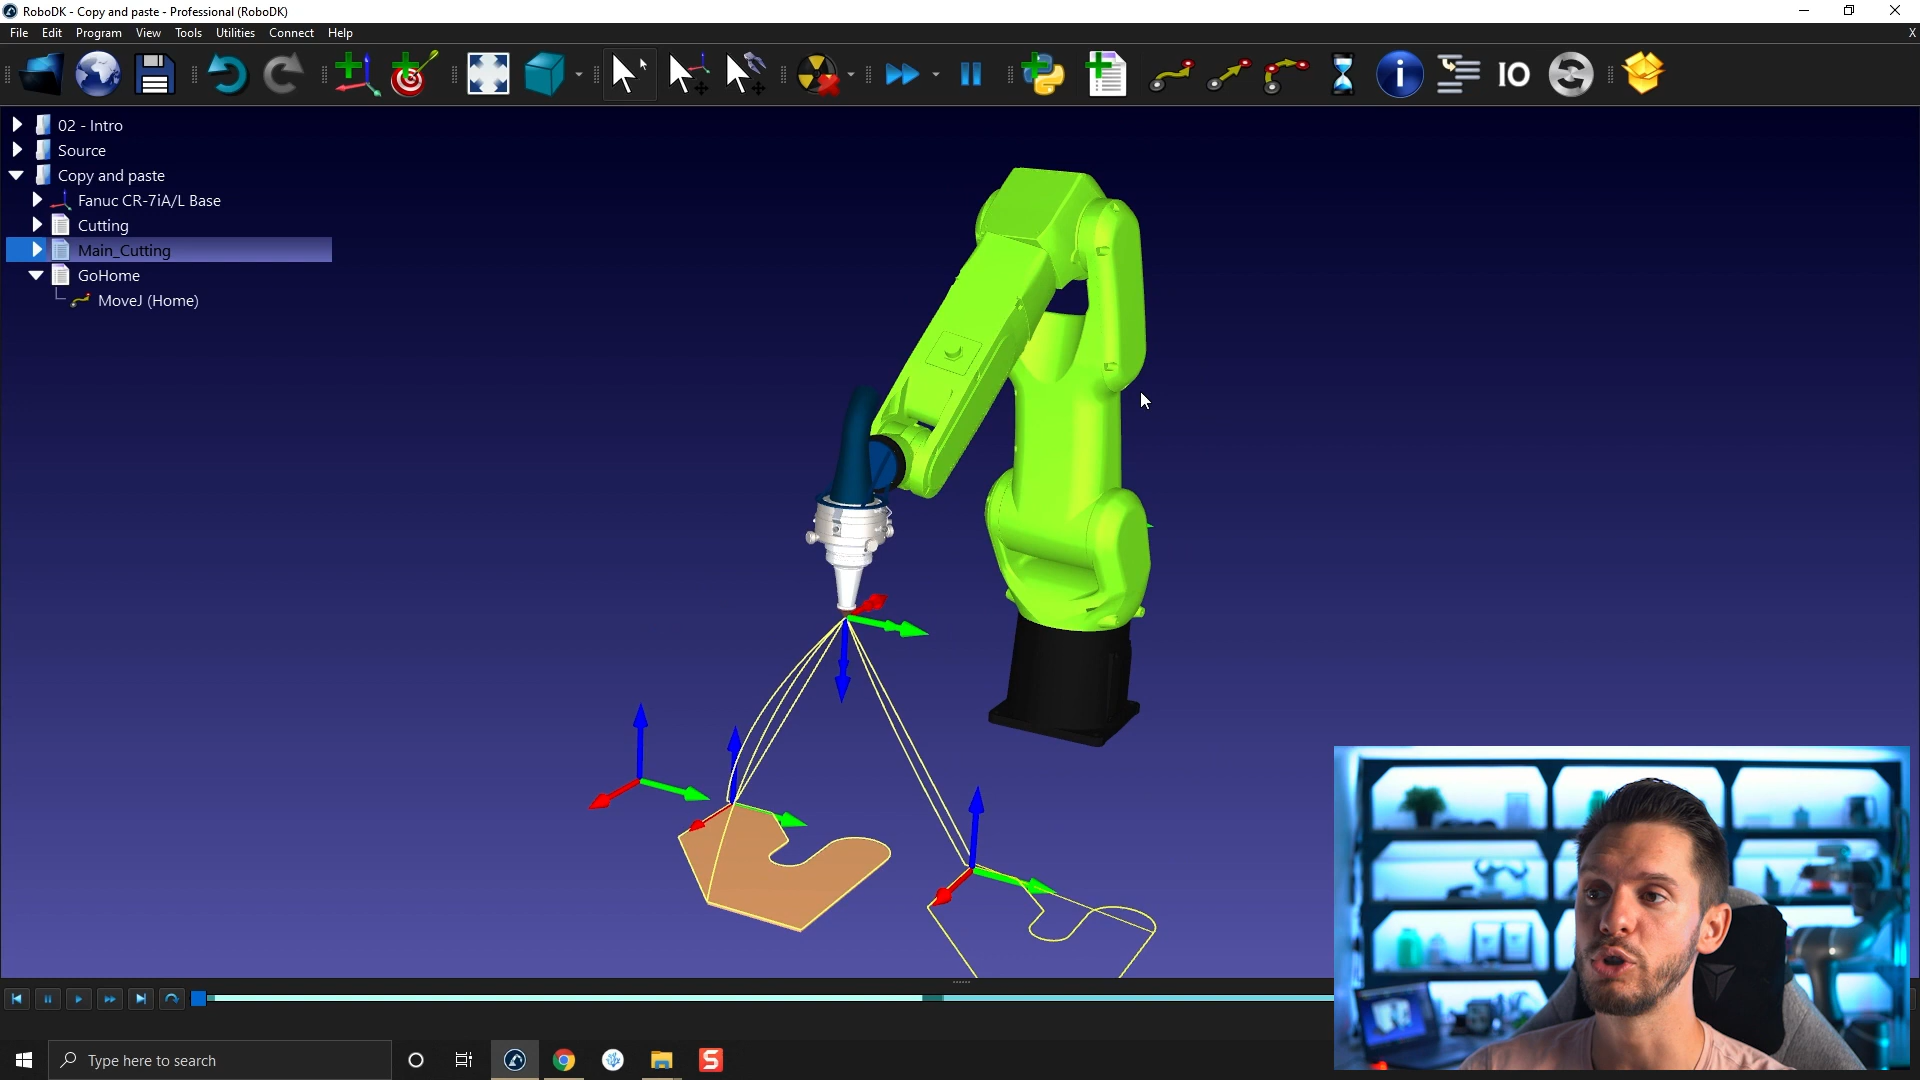 RoboDK - Copy and paste - Professional (RoboDK)
File Edit Program View Tools Utilities Connect Help
X
IO
02 - Intro
Source
Copy and paste
Fanuc CR-7iA/L Base
Cutting
Main_Cutting
GoHome
MoveJ (Home)
Type here to search